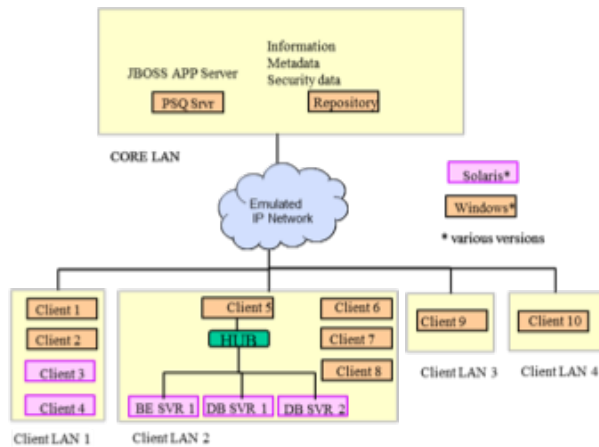 Information
Metadata
Security data
JBOSS APP Server
PSQ Srvr
Repository
CORE LAN
Emulated
IP Network
Solaris*
Windows*
* various versions
Client 1
Client 2
Client 3
Client 4
Client LAN 1
Client 5
HUB
Client 6
Client 7
Client 8
BE SVR 1
DB SVR 1
DB SVR 2
Client LAN 2
Client 9
Client LAN 3
Client 10
Client LAN 4